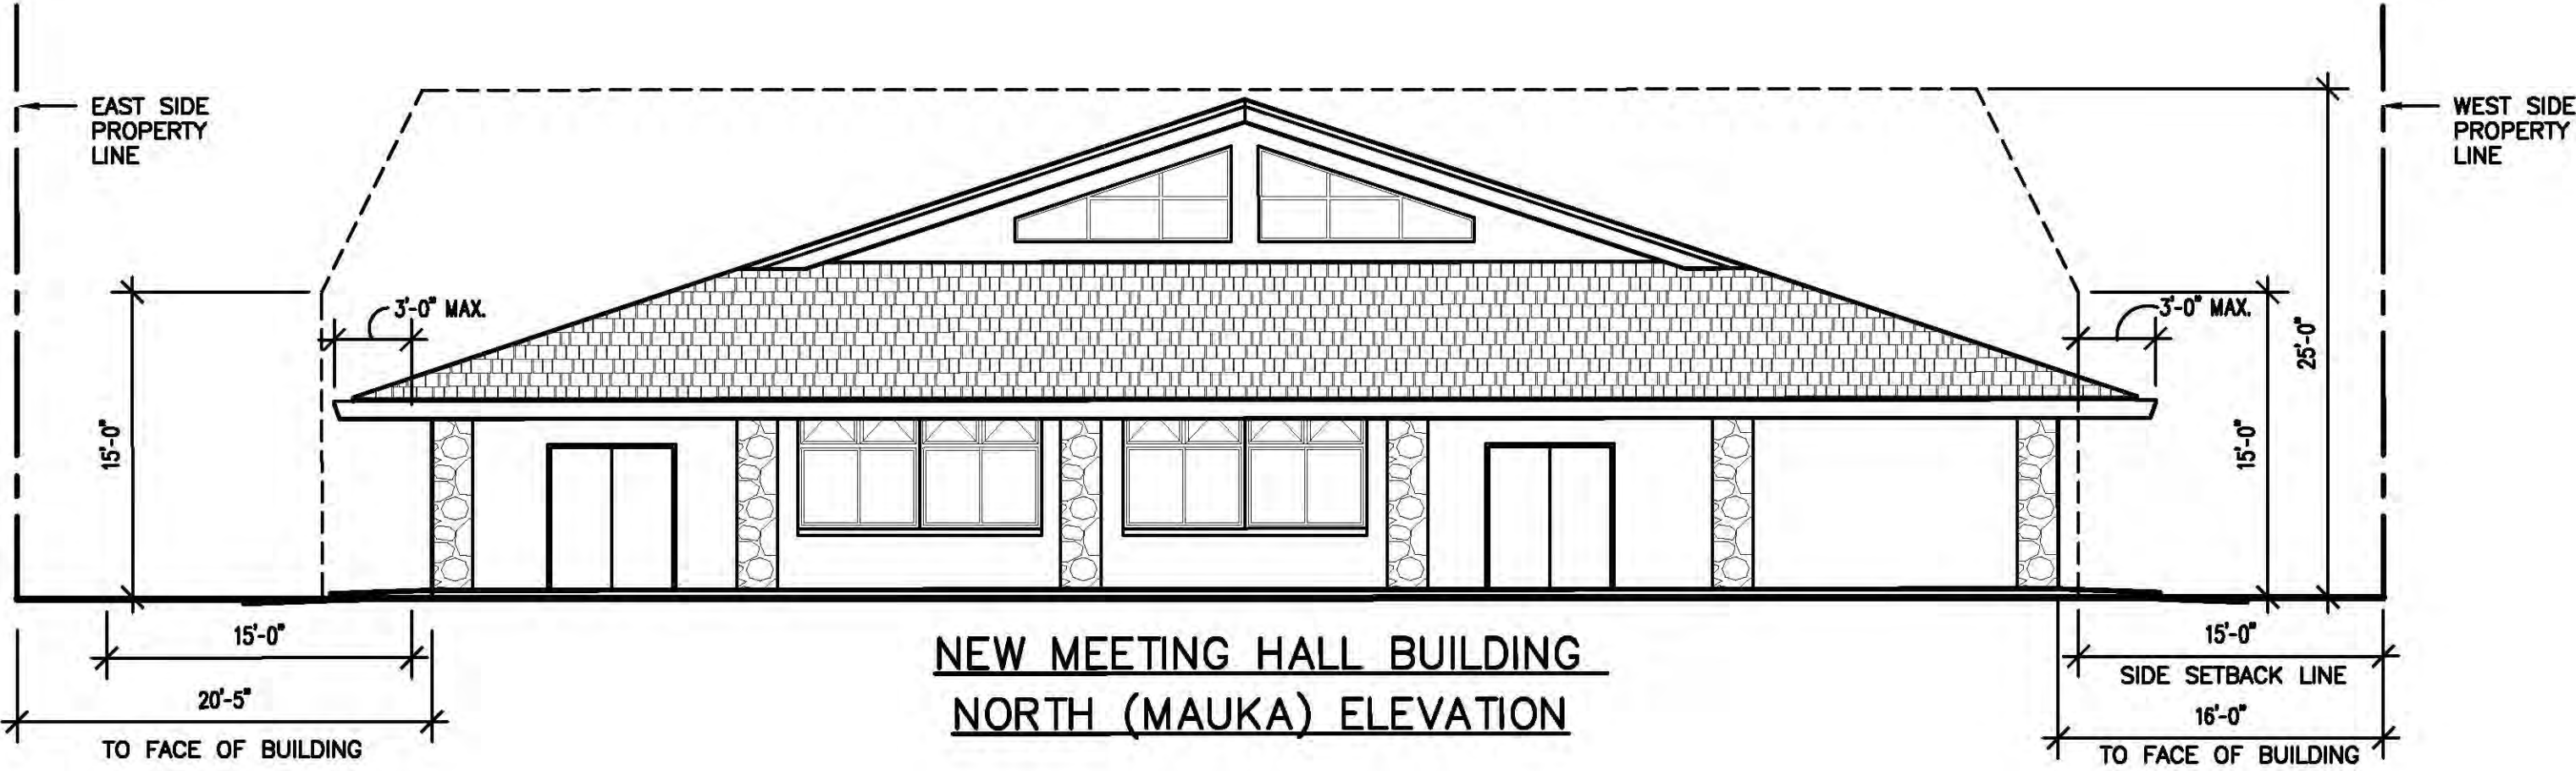 EAST SIDE
PROPERTY
LINE
WEST SIDE
PROPERTY
LINE
3'-0" MAX.
3'-0" MAX.
25'-0"
15'-0"
15'-0"
15'-0"
20'-5"
TO FACE OF BUILDING
NEW MEETING HALL BUILDING
NORTH (MAUKA) ELEVATION
15'-0"
SIDE SETBACK LINE
16'-0"
TO FACE OF BUILDING